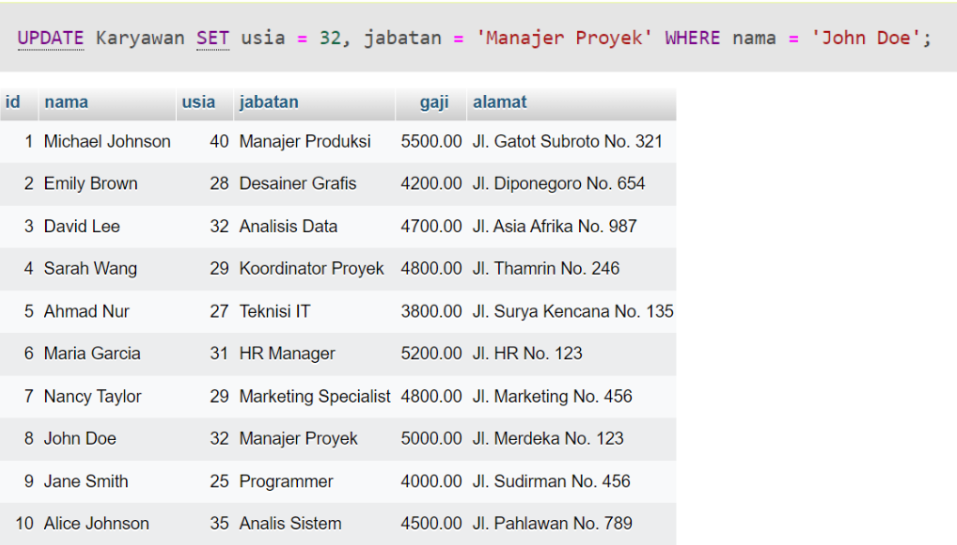 UPDATE Karyawan SET usia = 32, jabatan = 'Manajer Proyek' WHERE nama = 'John Doe';
id nama usia jabatan gaji alamat
1 Michael Johnson 40 Manajer Produksi 5500.00 Jl. Gatot Subroto No. 321
2 Emily Brown 28 Desainer Grafis 4200.00 Jl. Diponegoro No. 654
3 David Lee 32 Analisis Data 4700.00 Jl. Asia Afrika No. 987
4 Sarah Wang 29 Koordinator Proyek 4800.00 Jl. Thamrin No. 246
5 Ahmad Nur 27 Teknisi IT 3800.00 Jl. Surya Kencana No. 135
6 Maria Garcia 31 HR Manager 5200.00 Jl. HR No. 123
7 Nancy Taylor 29 Marketing Specialist 4800.00 Jl. Marketing No. 456
8 John Doe 32 Manajer Proyek 5000.00 Jl. Merdeka No. 123
9 Jane Smith 25 Programmer 4000.00 Jl. Sudirman No. 456
10 Alice Johnson 35 Analis Sistem 4500.00 Jl. Pahlawan No. 789